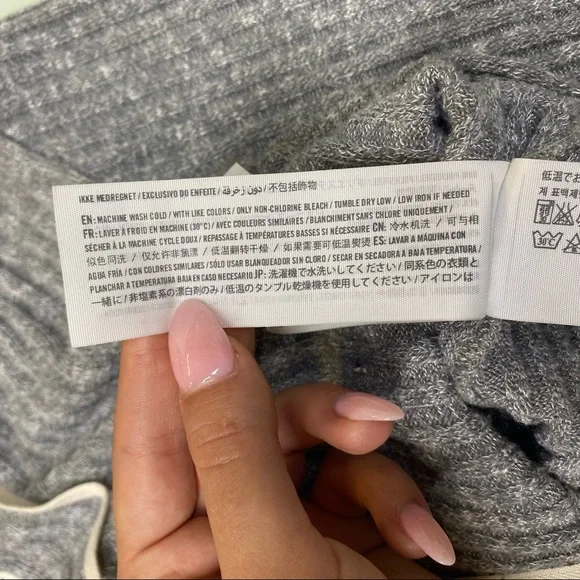 IKKE MEDREGNET / EXCLUSIVO DO ENFEITE / دون زخرفة / 不包括飾物
EN: MACHINE WASH COLD / WITH LIKE COLORS / ONLY NON-CHLORINE BLEACH / TUMBLE DRY LOW / LOW IRON IF NEEDED
FR: LAVER À FROID EN MACHINE (30°C) / AVEC COULEURS SIMILAIRES / BLANCHIMENT SANS CHLORE UNIQUEMENT /
SÉCHER À LA MACHINE CYCLE DOUX / REPASSAGE À TEMPÉRATURES BASSES SI NÉCESSAIRE CN: 冷水机洗 / 可与相
似色同洗 / 仅允许非氯漂 / 低温翻转干燥 / 如果需要可低温熨烫 ES: LAVAR A MÁQUINA CON
AGUA FRÍA / CON COLORES SIMILARES / SÓLO USAR BLANQUEADOR SIN CLORO / SECAR EN SECADORA A BAJA TEMPERATURA /
PLANCHAR A TEMPERATURA BAJA EN CASO NECESARIO JP: 洗濯機で水洗いしてください / 同系色の衣類と
一緒に / 非塩素系の漂白剤のみ / 低温のタンブル乾燥機を使用してください / アイロンは
低温でお
계 표백제
30°C